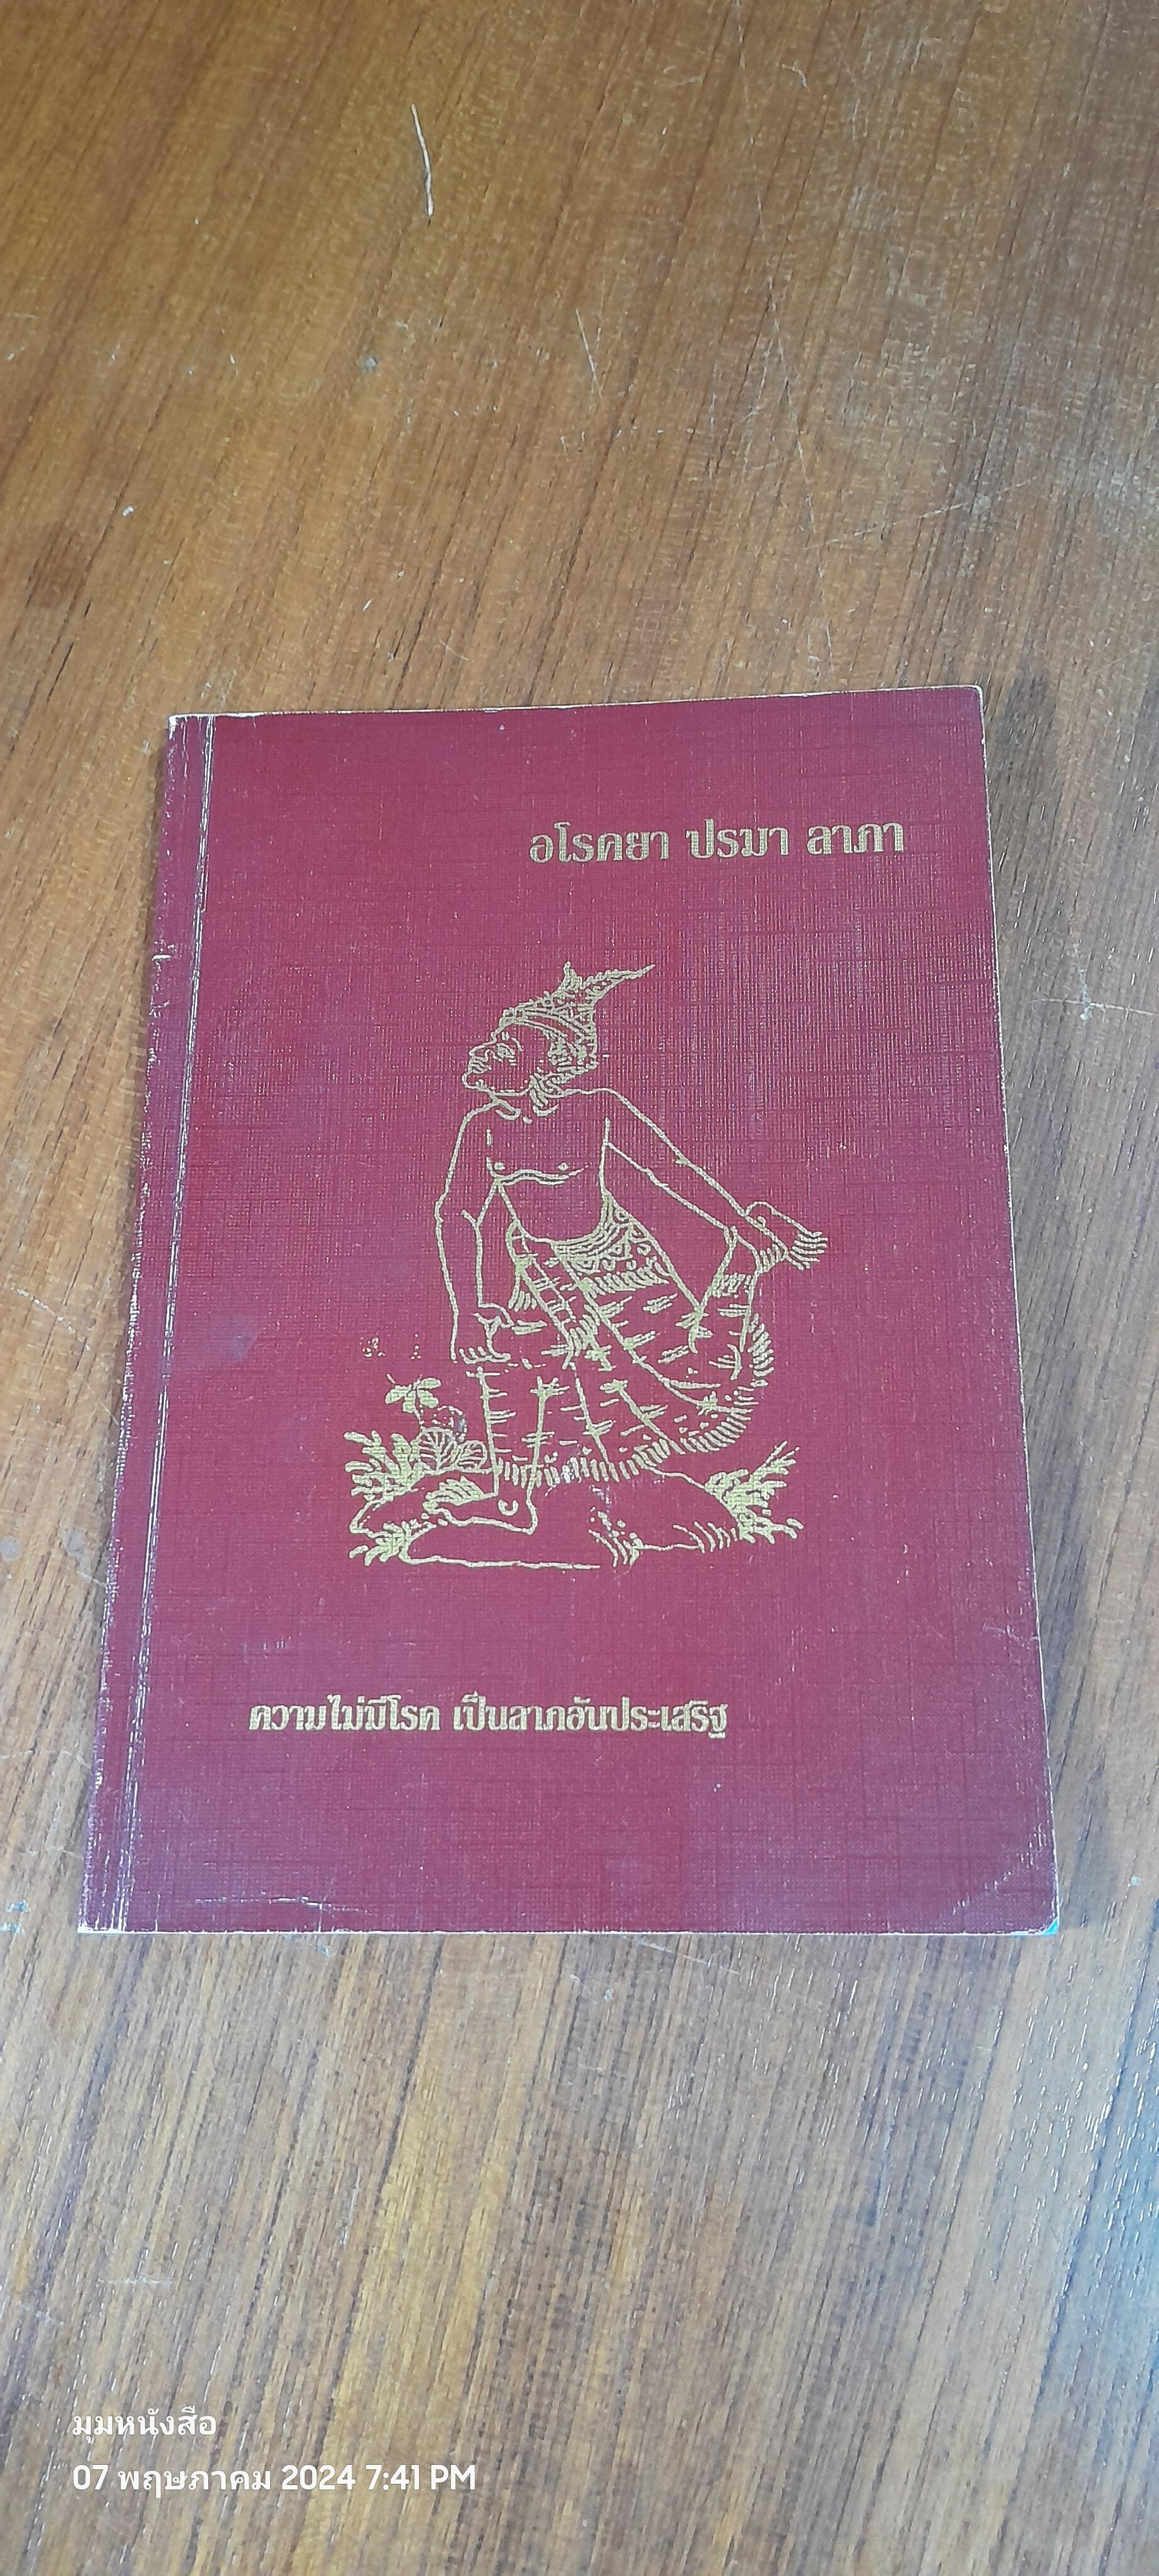 อโรคยา ปรมา ลาภา
ความไม่มีโรค เป็นลาภอันประเสริฐ
มุมหนังสือ
07 พฤษภาคม 2024 7:41 PM